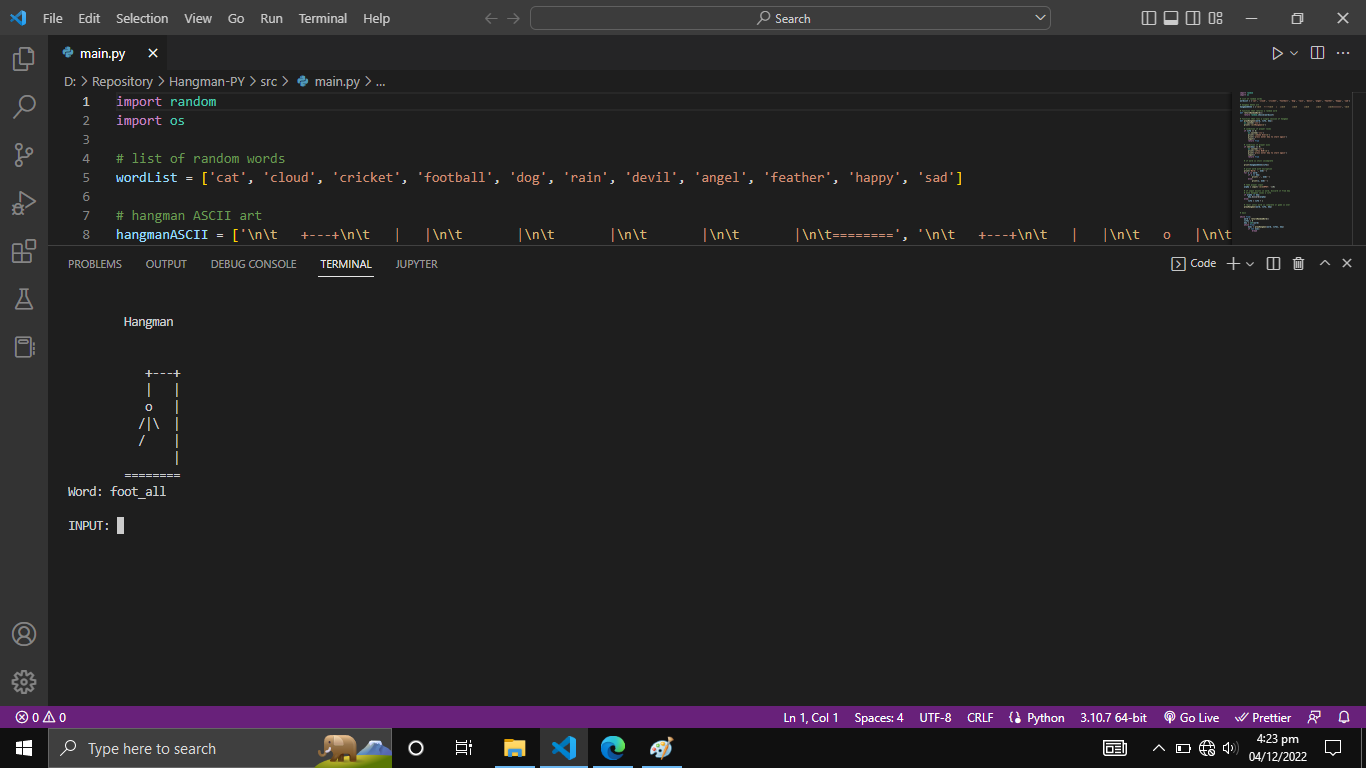 File Edit Selection View Go Run Terminal Help Search
main.py
D: > Repository > Hangman-PY > src > main.py > ...
1 import random
2 import os
3
4 # list of random words
5 wordList = ['cat', 'cloud', 'cricket', 'football', 'dog', 'rain', 'devil', 'angel', 'feather', 'happy', 'sad']
6
7 # hangman ASCII art
8 hangmanASCII = ['\n\t   +---+\n\t   |   |\n\t       |\n\t       |\n\t       |\n\t       |\n\t========', '\n\t   +---+\n\t   |   |\n\t   o   |\n\t
PROBLEMS OUTPUT DEBUG CONSOLE TERMINAL JUPYTER Code
Hangman
   +---+
   |   |
   o   |
  /|\  |
  /    |
       |
========
Word: foot_all
INPUT:
0 0 Ln 1, Col 1 Spaces: 4 UTF-8 CRLF Python 3.10.7 64-bit Go Live Prettier
Type here to search 4:23 pm
04/12/2022